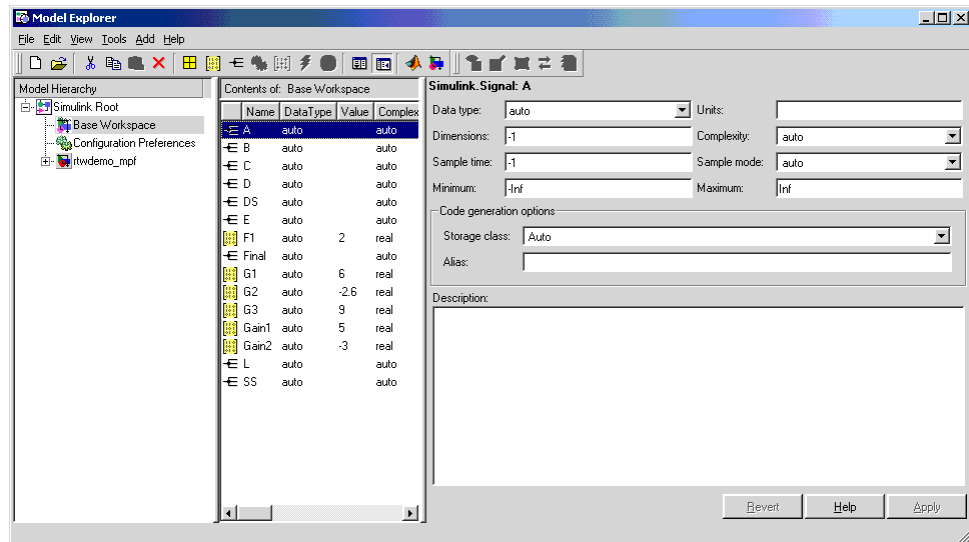 Model Explorer
File Edit View Tools Add Help
Model Hierarchy
Simulink Root
Base Workspace
Configuration Preferences
rtwdemo_mpf
Contents of: Base Workspace
Name DataType Value Complex
A auto auto
B auto auto
C auto auto
D auto auto
DS auto auto
E auto auto
F1 auto 2 real
Final auto auto
G1 auto 6 real
G2 auto -2.6 real
G3 auto 9 real
Gain1 auto 5 real
Gain2 auto -3 real
L auto auto
SS auto auto
Simulink.Signal: A
Data type: auto Units:
Dimensions: -1 Complexity: auto
Sample time: -1 Sample mode: auto
Minimum: -Inf Maximum: Inf
Code generation options
Storage class: Auto
Alias:
Description:
Revert Help Apply